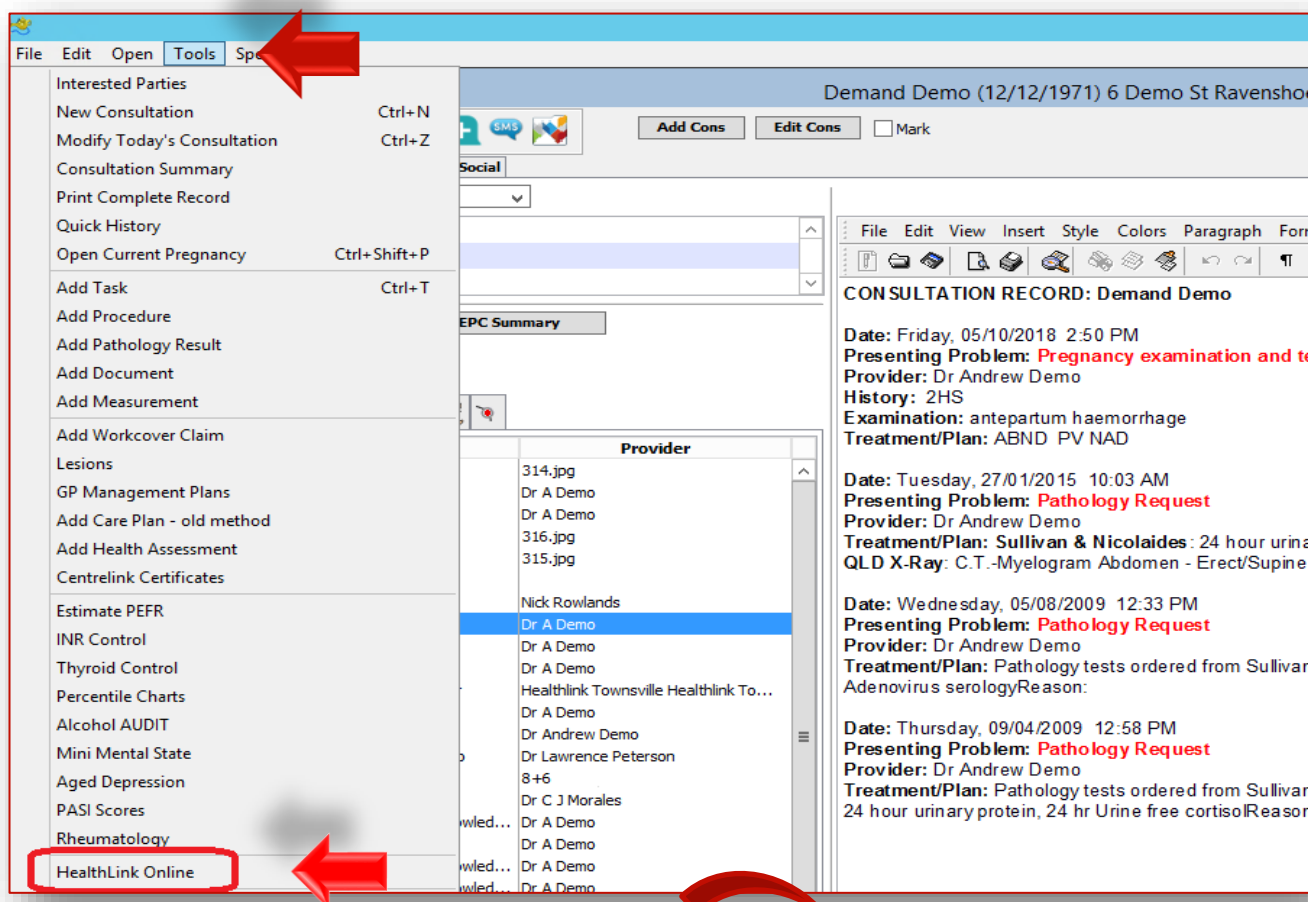 File Edit Open Tools
Interested Parties
New Consultation Ctrl+N
Modify Today's Consultation Ctrl+Z
Consultation Summary
Print Complete Record
Quick History
Open Current Pregnancy Ctrl+Shift+P
Add Task Ctrl+T
Add Procedure
Add Pathology Result
Add Document
Add Measurement
Add Workcover Claim
Lesions
GP Management Plans
Add Care Plan - old method
Add Health Assessment
Centrelink Certificates
Estimate PEFR
INR Control
Thyroid Control
Percentile Charts
Alcohol AUDIT
Mini Mental State
Aged Depression
PASI Scores
Rheumatology
HealthLink Online
Demand Demo (12/12/1971) 6 Demo St Ravensho
SMS Add Cons Edit Cons Mark
Social
EPC Summary
Provider
314.jpg
Dr A Demo
Dr A Demo
316.jpg
315.jpg
Nick Rowlands
Dr A Demo
Dr A Demo
Dr A Demo
Healthlink Townsville Healthlink To...
Dr A Demo
Dr Andrew Demo
Dr Lawrence Peterson
8+6
Dr C J Morales
wled... Dr A Demo
Dr A Demo
wled... Dr A Demo
wled... Dr A Demo
File Edit View Insert Style Colors Paragraph Forr
CONSULTATION RECORD: Demand Demo
Date: Friday, 05/10/2018 2:50 PM
Presenting Problem: Pregnancy examination and te
Provider: Dr Andrew Demo
History: 2HS
Examination: antepartum haemorrhage
Treatment/Plan: ABND PV NAD
Date: Tuesday, 27/01/2015 10:03 AM
Presenting Problem: Pathology Request
Provider: Dr Andrew Demo
Treatment/Plan: Sullivan & Nicolaides: 24 hour urina
QLD X-Ray: C.T.-Myelogram Abdomen - Erect/Supine
Date: Wednesday, 05/08/2009 12:33 PM
Presenting Problem: Pathology Request
Provider: Dr Andrew Demo
Treatment/Plan: Pathology tests ordered from Sullivar
Adenovirus serologyReason:
Date: Thursday, 09/04/2009 12:58 PM
Presenting Problem: Pathology Request
Provider: Dr Andrew Demo
Treatment/Plan: Pathology tests ordered from Sullivar
24 hour urinary protein, 24 hr Urine free cortisolReason